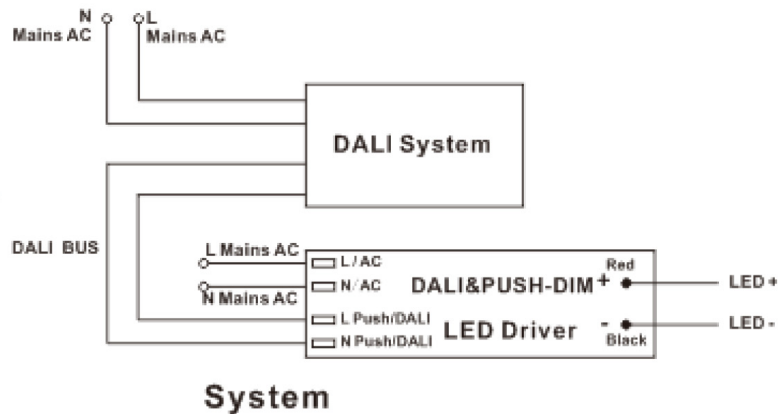 N
Mains AC
L
Mains AC
DALI System
DALI BUS
L Mains AC
N Mains AC
L/AC
N/AC
L Push/DALI
N Push/DALI
DALI&PUSH-DIM
LED Driver
Red
+
-
Black
LED+
LED-
System